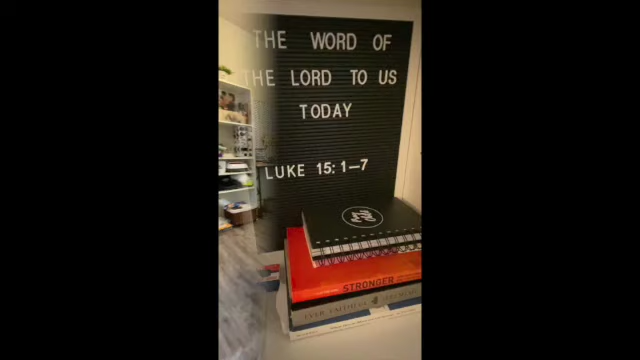 THE WORD OF
THE LORD TO US
TODAY
LUKE 15:1—7
STRONGER